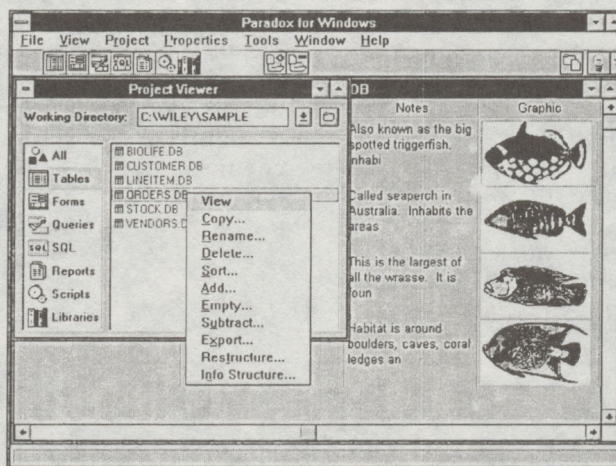 Paradox for Windows
File View Project Properties Tools Window Help
Project Viewer
Working Directory: C:\WILEY\SAMPLE
All
Tables
Forms
Queries
SQL SQL
Reports
Scripts
Libraries
BIOLIFE.DB
CUSTOMER.DB
LINEITEM.DB
ORDERS.DB
STOCK.DB
VENDORS.D
View
Copy...
Rename...
Delete...
Sort...
Add...
Empty...
Subtract...
Export...
Restructure...
Info Structure...
DB
Notes Graphic
Also known as the big
spotted triggerfish.
Inhabi
Called seaperch in
Australia. Inhabits the
areas
This is the largest of
all the wrasse. It is
foun
Habitat is around
boulders, caves, coral
ledges an